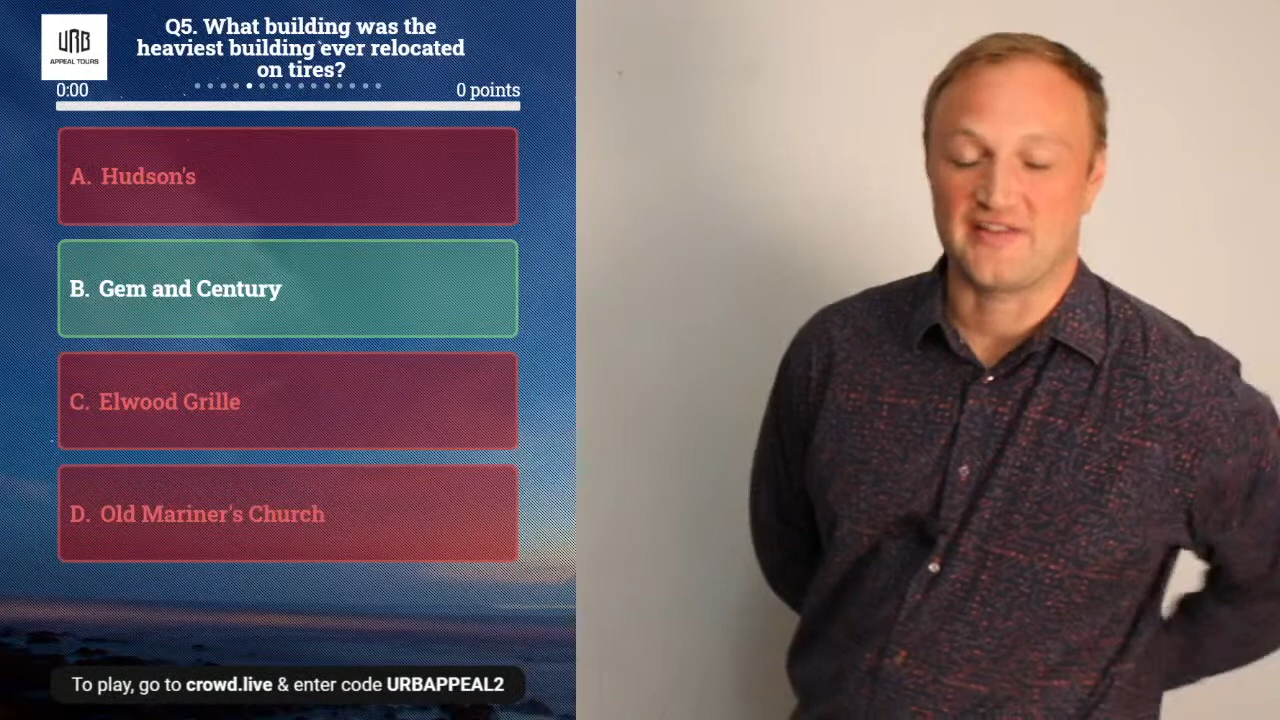 URB
APPEAL TOURS
Q5. What building was the
heaviest building ever relocated
on tires?
0:00
0 points
A. Hudson's
B. Gem and Century
C. Elwood Grille
D. Old Mariner's Church
To play, go to crowd.live & enter code URBAPPEAL2